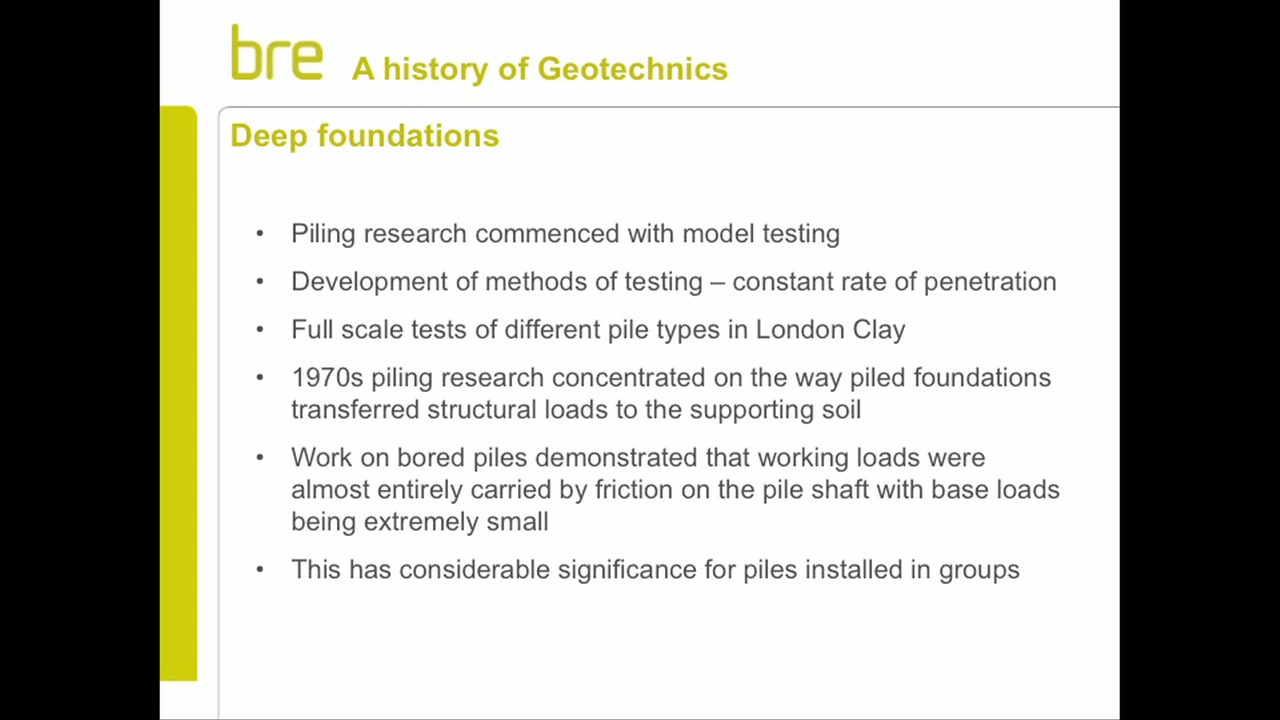 bre
A history of Geotechnics
Deep foundations
• Piling research commenced with model testing
• Development of methods of testing – constant rate of penetration
• Full scale tests of different pile types in London Clay
• 1970s piling research concentrated on the way piled foundations
transferred structural loads to the supporting soil
• Work on bored piles demonstrated that working loads were
almost entirely carried by friction on the pile shaft with base loads
being extremely small
• This has considerable significance for piles installed in groups